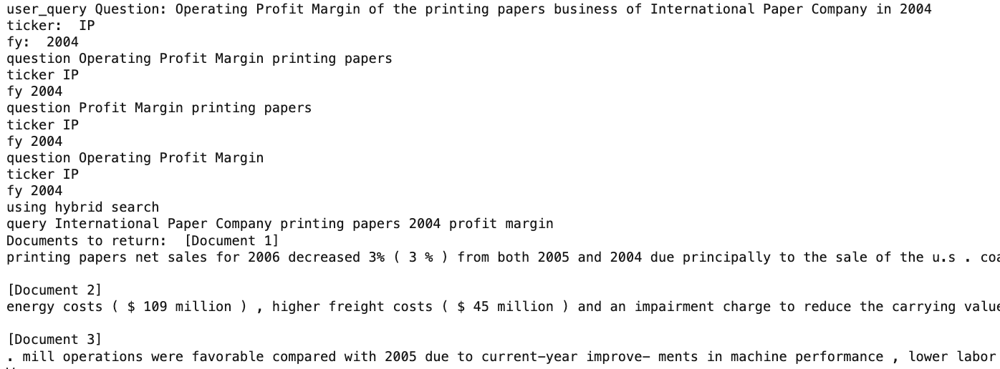 user_query Question: Operating Profit Margin of the printing papers business of International Paper Company in 2004
ticker:  IP
fy:  2004
question Operating Profit Margin printing papers
ticker IP
fy 2004
question Profit Margin printing papers
ticker IP
fy 2004
question Operating Profit Margin
ticker IP
fy 2004
using hybrid search
query International Paper Company printing papers 2004 profit margin
Documents to return:  [Document 1]
printing papers net sales for 2006 decreased 3% ( 3 % ) from both 2005 and 2004 due principally to the sale of the u.s . coa
[Document 2]
energy costs ( $ 109 million ) , higher freight costs ( $ 45 million ) and an impairment charge to reduce the carrying value
[Document 3]
. mill operations were favorable compared with 2005 due to current-year improve- ments in machine performance , lower labor